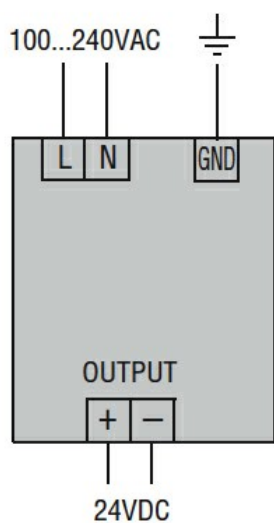 100...240VAC
L N GND
OUTPUT
+ −
24VDC